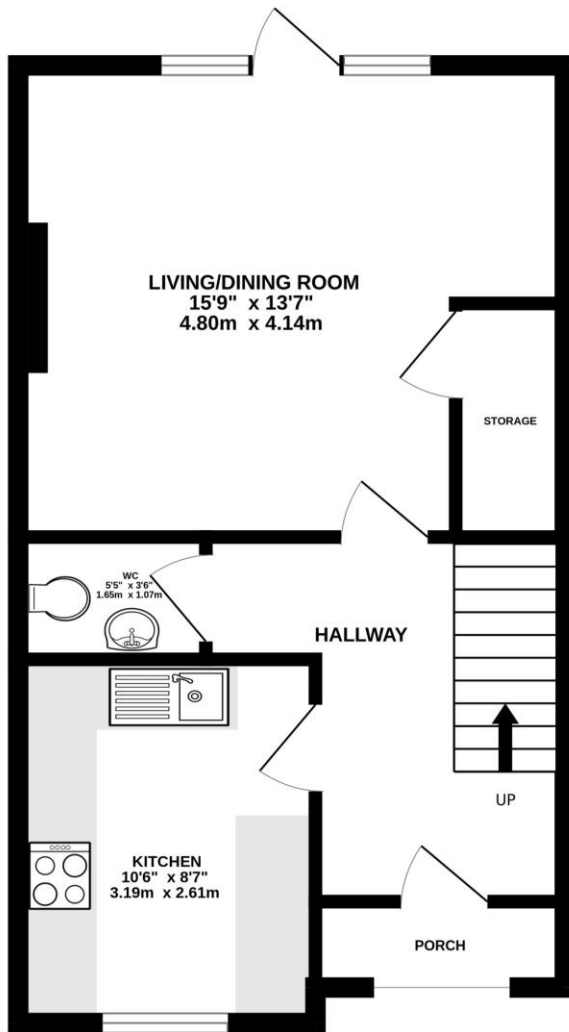 LIVING/DINING ROOM
15'9" x 13'7"
4.80m x 4.14m
STORAGE
WC
5'5" x 3'6"
1.65m x 1.07m
HALLWAY
UP
KITCHEN
10'6" x 8'7"
3.19m x 2.61m
PORCH